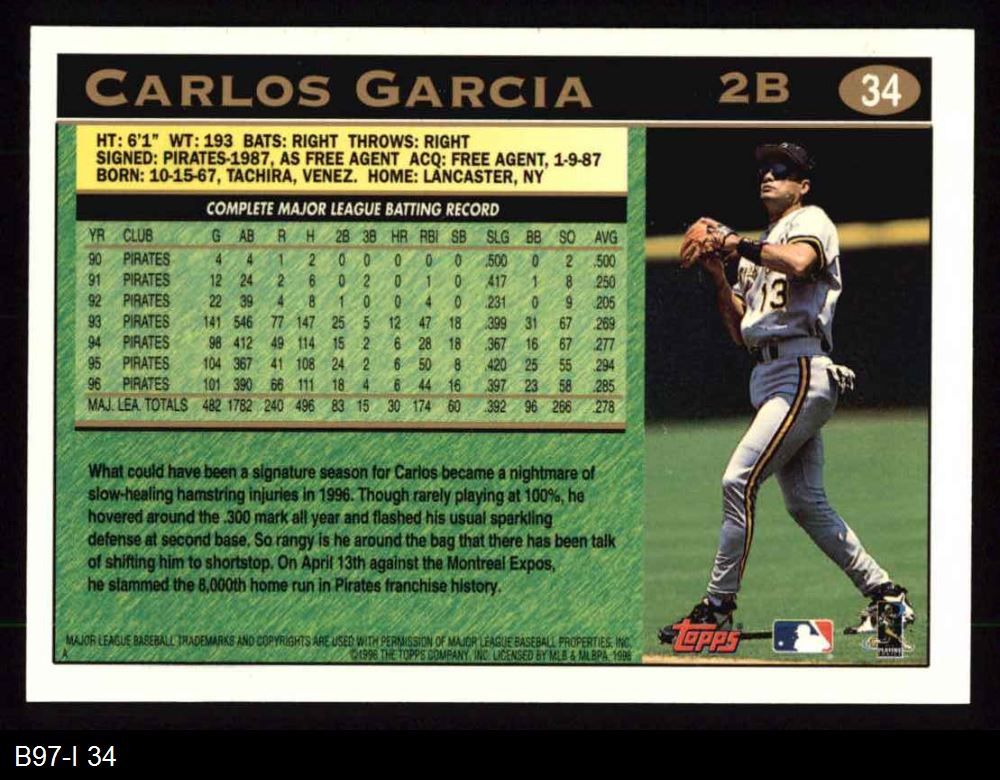 CARLOS GARCIA 2B 34
HT: 6'1" WT: 193 BATS: RIGHT THROWS: RIGHT
SIGNED: PIRATES-1987, AS FREE AGENT ACQ: FREE AGENT, 1-9-87
BORN: 10-15-67, TACHIRA, VENEZ. HOME: LANCASTER, NY
COMPLETE MAJOR LEAGUE BATTING RECORD
YR CLUB G AB R H 2B 3B HR RBI SB SLG BB SO AVG
90 PIRATES 4 4 1 2 0 0 0 0 0 .500 0 2 .500
91 PIRATES 12 24 2 6 0 2 0 1 0 .417 1 8 .250
92 PIRATES 22 39 4 8 1 0 0 4 0 .231 0 9 .205
93 PIRATES 141 546 77 147 25 5 12 47 18 .399 31 67 .269
94 PIRATES 98 412 49 114 15 2 6 28 18 .367 16 67 .277
95 PIRATES 104 367 41 108 24 2 6 50 8 .420 25 55 .294
96 PIRATES 101 390 66 111 18 4 6 44 16 .397 23 58 .285
MAJ. LEA. TOTALS 482 1782 240 496 83 15 30 174 60 .392 96 266 .278
What could have been a signature season for Carlos became a nightmare of
slow-healing hamstring injuries in 1996. Though rarely playing at 100%, he
hovered around the .300 mark all year and flashed his usual sparkling
defense at second base. So rangy is he around the bag that there has been talk
of shifting him to shortstop. On April 13th against the Montreal Expos,
he slammed the 8,000th home run in Pirates franchise history.
13
MAJOR LEAGUE BASEBALL TRADEMARKS AND COPYRIGHTS ARE USED WITH PERMISSION OF MAJOR LEAGUE BASEBALL PROPERTIES, INC.
A ©1996 THE TOPPS COMPANY, INC. LICENSED BY MLB & MLBPA, 1996
TOPPS
B97-I 34